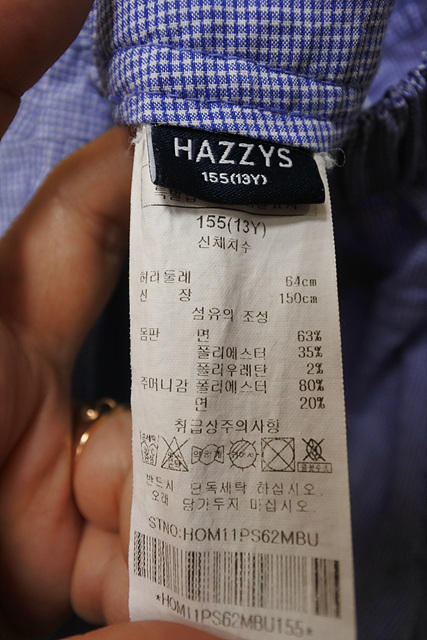 HAZZYS
155(13Y)
155(13Y)
신체치수
허리둘레 64cm
신 장 150cm
섬유의 조성
몸판 면 63%
폴리에스터 35%
폴리우레탄 2%
주머니감 폴리에스터 80%
면 20%
취급상주의사항
반드시 단독세탁 하십시오.
오래 담가두지 마십시오.
STNO:HOM11PS62MBU
*HOM11PS62MBU155*